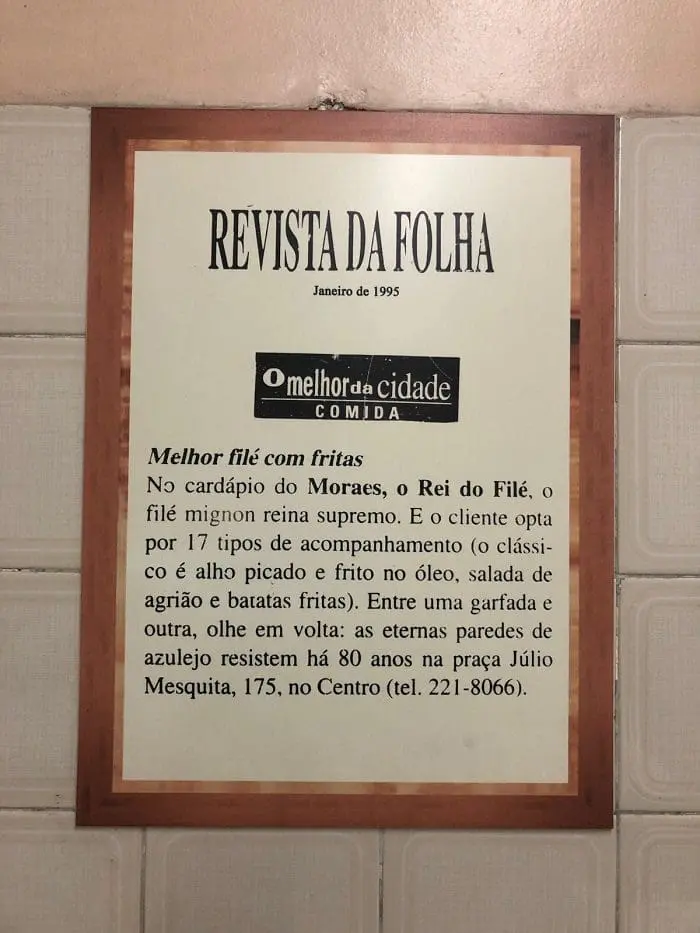 REVISTA DA FOLHA
Janeiro de 1995
O melhor da cidade
COMIDA
Melhor filé com fritas
No cardápio do Moraes, o Rei do Filé, o
filé mignon reina supremo. E o cliente opta
por 17 tipos de acompanhamento (o clássi-
co é alho picado e frito no óleo, salada de
agrião e batatas fritas). Entre uma garfada e
outra, olhe em volta: as eternas paredes de
azulejo resistem há 80 anos na praça Júlio
Mesquita, 175, no Centro (tel. 221-8066).